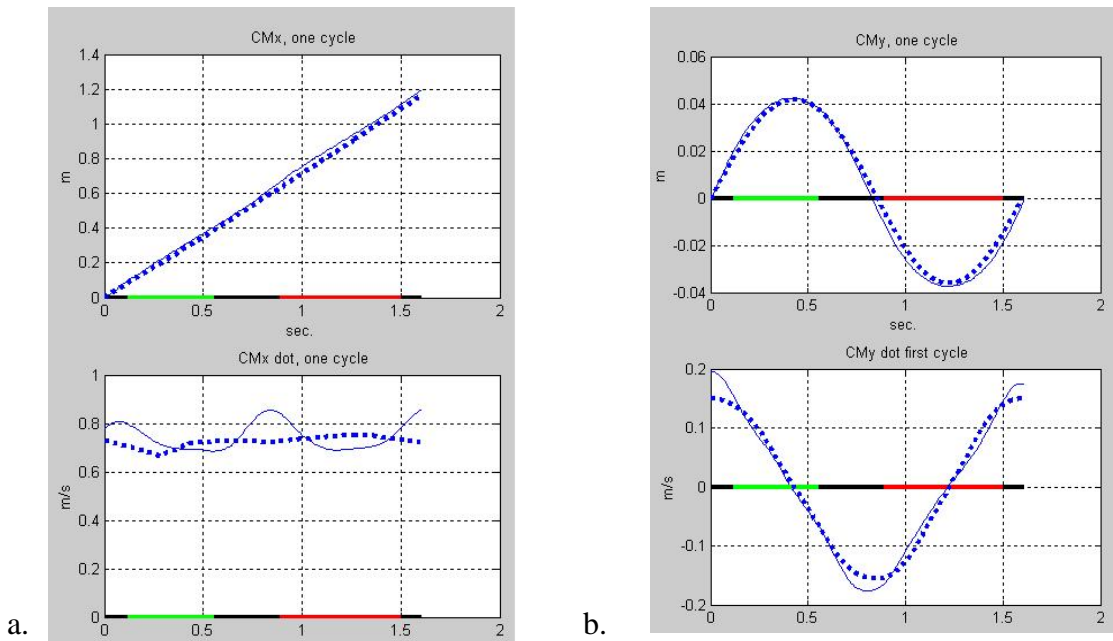 CMx, one cycle
1.4
1.2
1
0.8
0.6
0.4
0.2
0
m
0 0.5 1 1.5 2
sec.
CMx dot, one cycle
1
0.8
0.6
0.4
0.2
0
m/s
0 0.5 1 1.5 2
a.
CMy, one cycle
0.06
0.04
0.02
0
-0.02
-0.04
m
0 0.5 1 1.5 2
sec.
CMy dot first cycle
0.2
0.1
0
-0.1
-0.2
m/s
0 0.5 1 1.5 2
b.